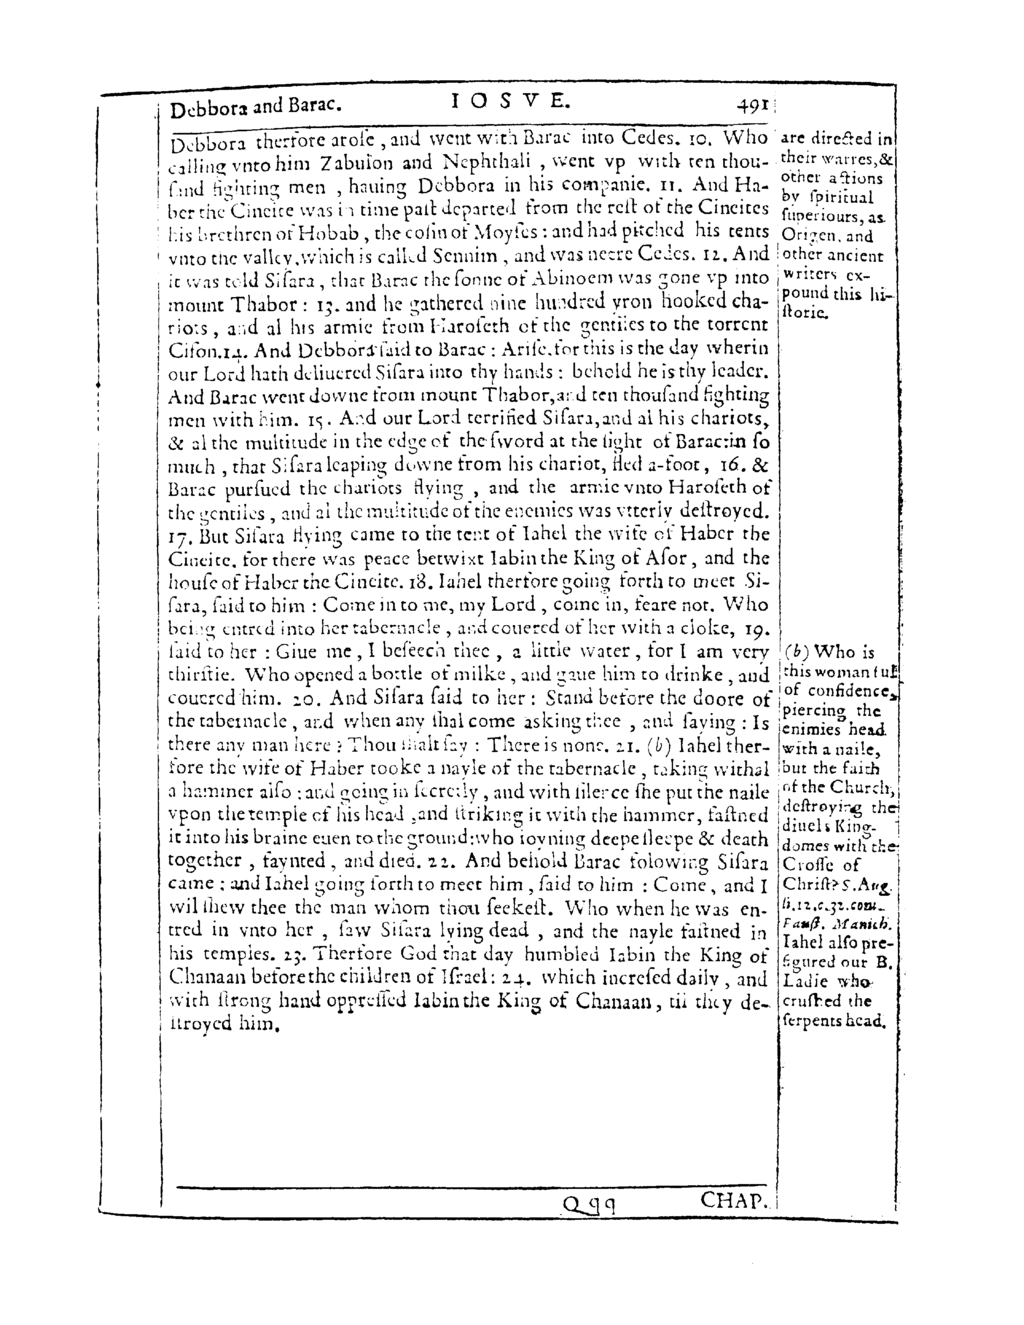 Debbora and Barac. IOSVE. 491
Debbora therfore arose, and went with Barac into Cedes. 10. Who
calling vnto him Zabulon and Nephthali, went vp with ten thou-
sand fighting men, hauing Debbora in his companie. 11. And Ha-
ber the Cineite was in time past departed from the rest of the Cineites
his brethren of Hobab, the cosin of Moyses: and had pitched his tents
vnto the valley, which is called Sennim, and was neere Cedes. 12. And
it was told Sisara, that Barac the sonne of Abinoem was gone vp into
mount Thabor: 13. and he gathered nine hundred yron hooked cha-
riots, and al his armie from Haroseth of the gentiles to the torrent
Cison. 14. And Debbora said to Barac: Arise, for this is the day wherin
our Lord hath deliuered Sisara into thy hands: behold he is thy leader.
And Barac went downe from mount Thabor, and ten thousand fighting
men with him. 15. And our Lord terrified Sisara, and al his chariots,
& al the multitude in the edge of the sword at the sight of Barac: in so
much, that Sisara leaping downe from his chariot, fled a-foot, 16. &
Barac pursued the chariots flying, and the armie vnto Haroseth of
the gentiles, and al the multitude of the enemies was vtterly destroyed.
17. But Sisara flying came to the tent of Iahel the wife of Haber the
Cineite. for there was peace betwixt Iabin the King of Asor, and the
house of Haber the Cineite. 18. Iahel therfore going forth to meet Si-
sara, said to him: Come in to me, my Lord, come in, feare not. Who
being entred into her tabernacle, and couered of her with a cloke, 19.
said to her: Giue me, I beseech thee, a little water, for I am very
thirstie. Who opened a bottle of milke, and gaue him to drinke, and
couered him. 20. And Sisara said to her: Stand before the doore of
the tabernacle, and when any shal come asking thee, and saying: Is
there any man here? Thou shalt say: There is none. 21. (b) Iahel ther-
fore the wife of Haber tooke a nayle of the tabernacle, taking withal
a hammer also: and going in secretly, and with silence she put the naile
vpon the temple of his head, and striking it with the hammer, fastned
it into his braine euen to the ground: who ioyning deepe sleepe & death
together, faynted, and died. 22. And behold Barac folowing Sisara
came: and Iahel going forth to meet him, said to him: Come, and I
wil shew thee the man whom thou seekest. Who when he was en-
tred in vnto her, saw Sisara lying dead, and the nayle fastned in
his temples. 23. Therfore God that day humbled Iabin the King of
Chanaan before the children of Israel: 24. which incresed daily, and
with strong hand oppressed Iabin the King of Chanaan, til they de-
stroyed him.
are directed in
their warres, &
other actions
by spiritual
superiours, as
Origen, and
other ancient
writers ex-
pound this hi-
storie.
(b) Who is
this woman ful
of confidence,
piercing the
enimies head
with a naile,
but the faith
of the Church,
destroying the
diuels King-
domes with the
Crosse of
Christ? S. Aug.
li. 12. c. 32. cont.
Faust. Manich.
Iahel also pre-
figured our B.
Ladie who
crushed the
serpents head.
Qqq CHAP.